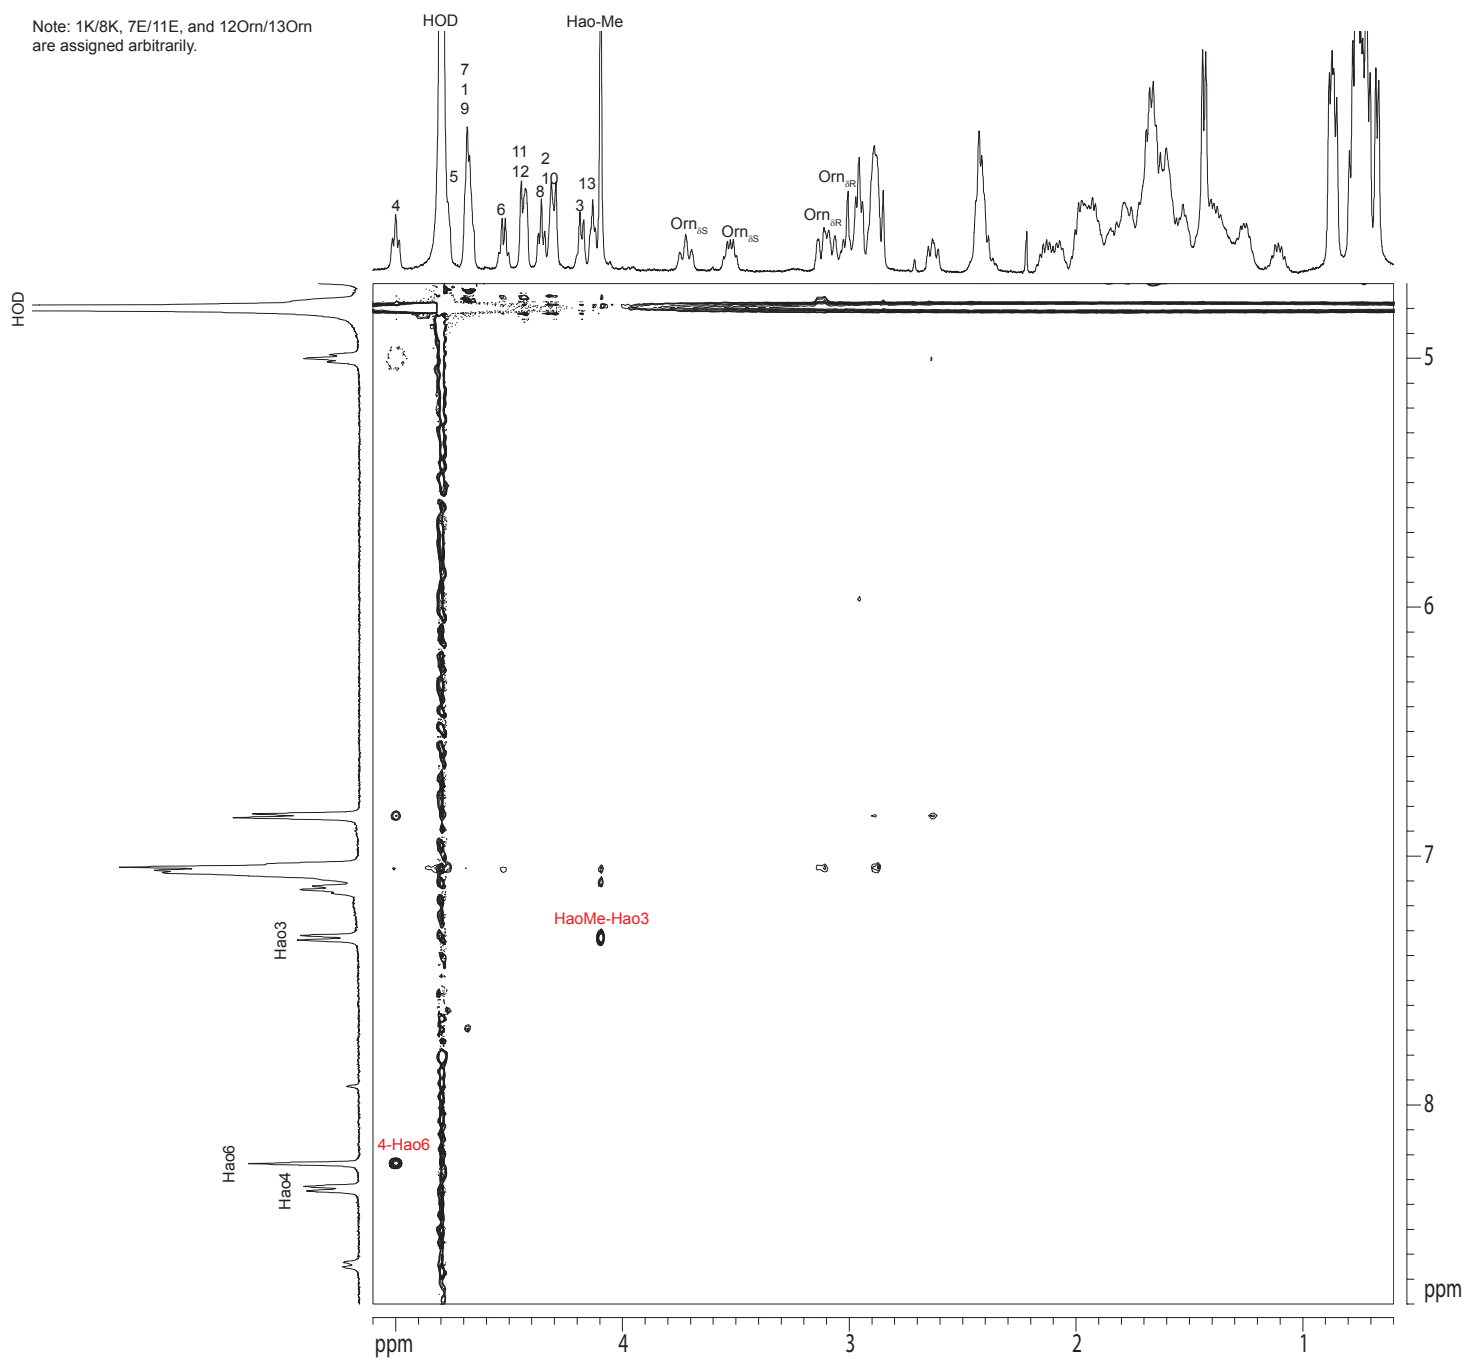 Note: 1K/8K, 7E/11E, and 12Orn/13Orn
are assigned arbitrarily.
HOD
Hao-Me
7
1
9
5
4
6
11
12
8
2
10
13
3
OrnδS
OrnδS
OrnδR
OrnδR
HOD
5
6
7
8
ppm
Hao3
Hao6
Hao4
HaoMe-Hao3
4-Hao6
ppm
4
3
2
1